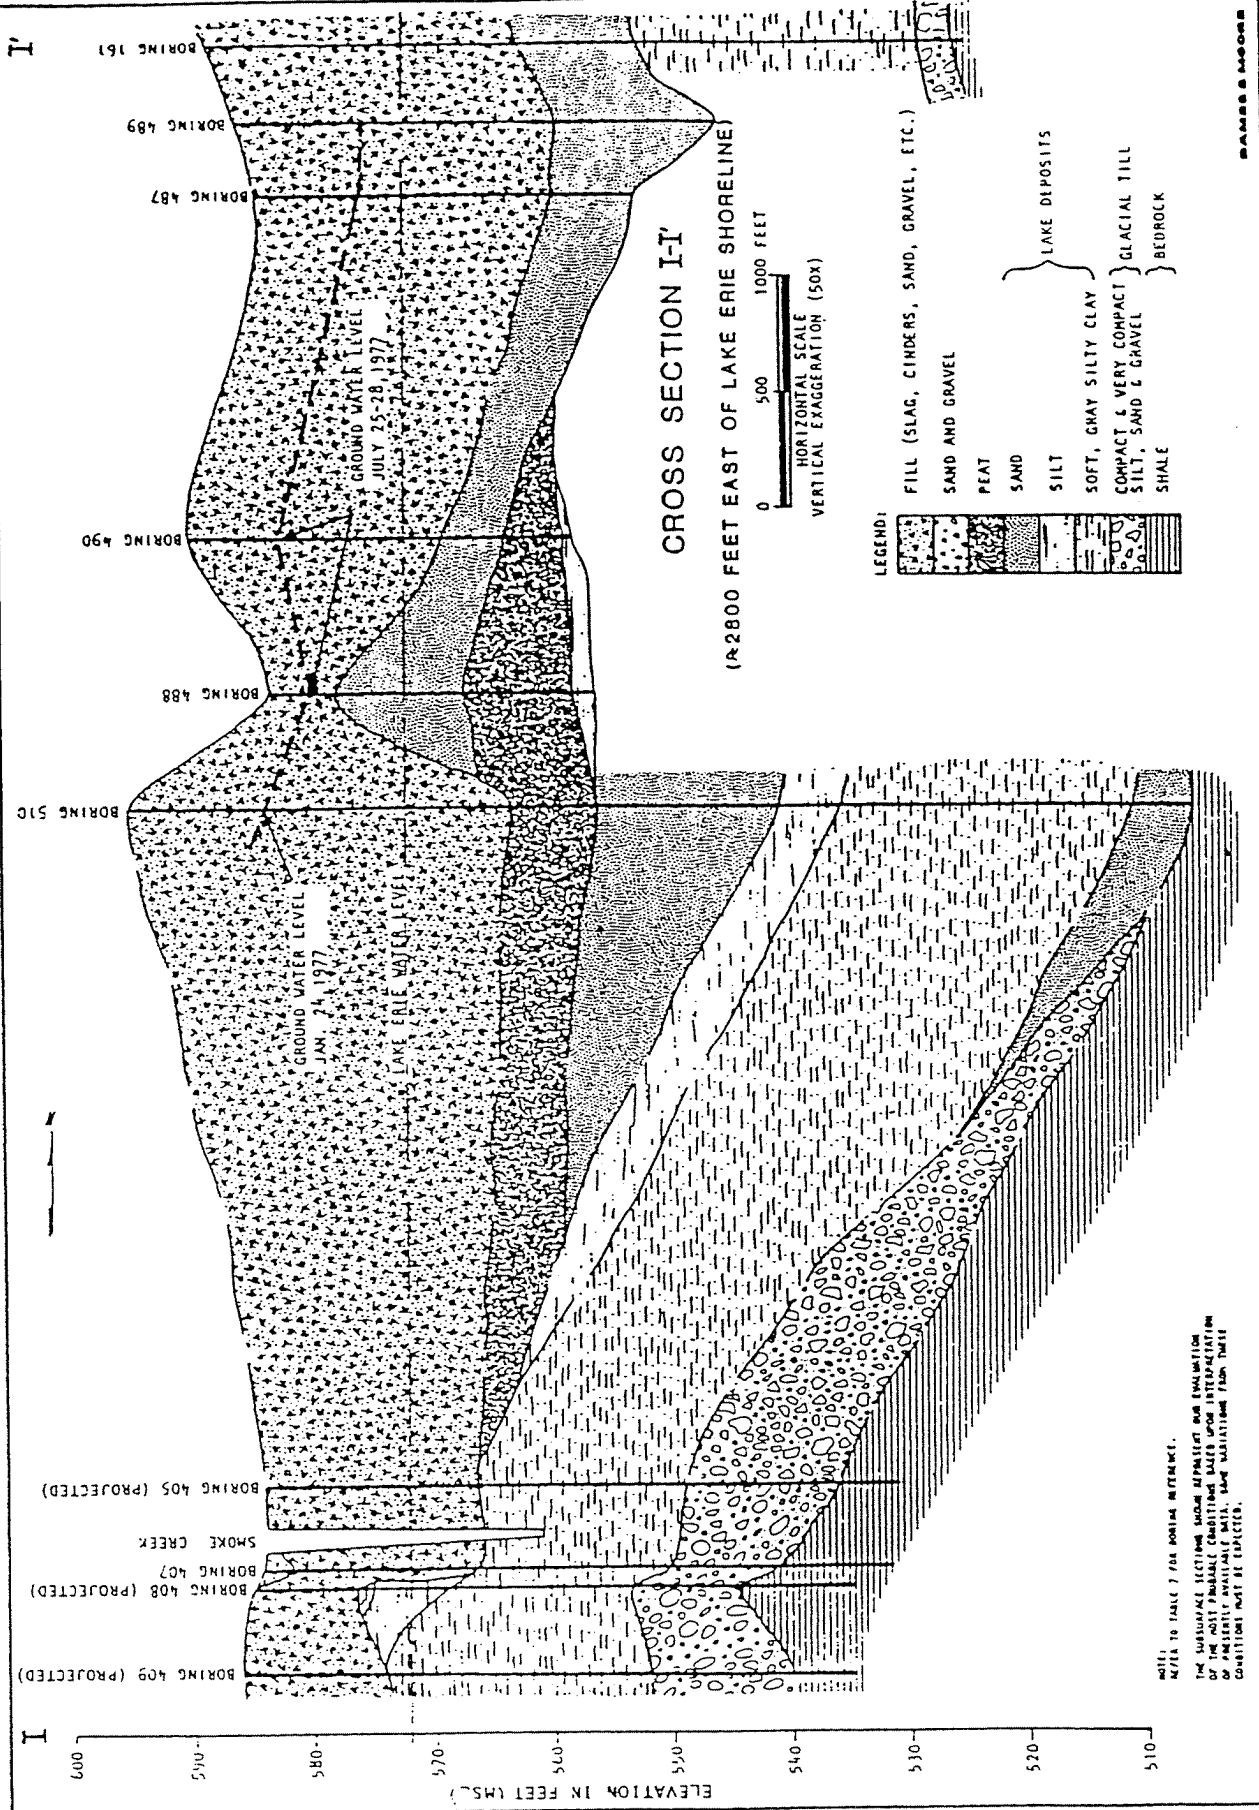 I
I'
BORING 409 (PROJECTED)
BORING 408 (PROJECTED)
BORING 407
SMOKE CREEK
BORING 405 (PROJECTED)
BORING 510
BORING 488
BORING 490
BORING 487
BORING 489
BORING 161
ELEVATION IN FEET
600
590
580
570
560
550
540
530
520
510
GROUND WATER LEVEL
JAN. 24, 1977
LAKE ERIE WATER LEVEL
GROUND WATER LEVEL
JULY 25-28, 1977
CROSS SECTION I-I'
2800 FEET EAST OF LAKE ERIE SHORELINE
0 500 1000 FEET
HORIZONTAL SCALE
VERTICAL EXAGGERATION (50X)
LEGEND:
FILL (SLAG, CINDERS, SAND, GRAVEL, ETC.)
SAND AND GRAVEL
PEAT
SAND
SILT
SOFT, GRAY SILTY CLAY
LAKE DEPOSITS
COMPACT & VERY COMPACT
SILT, SAND & GRAVEL
GLACIAL TILL
SHALE
BEDROCK
NOTE:
REFER TO TABLE 7 FOR BORING REFERENCE.
THE SUBSURFACE SECTIONS SHOWN REPRESENT OUR EVALUATION
OF THE MOST PROBABLE CONDITIONS BASED UPON INTERPRETATION
OF PRESENTLY AVAILABLE DATA. SOME VARIATIONS FROM THESE
CONDITIONS MUST BE EXPECTED.
DAMES & MOORE